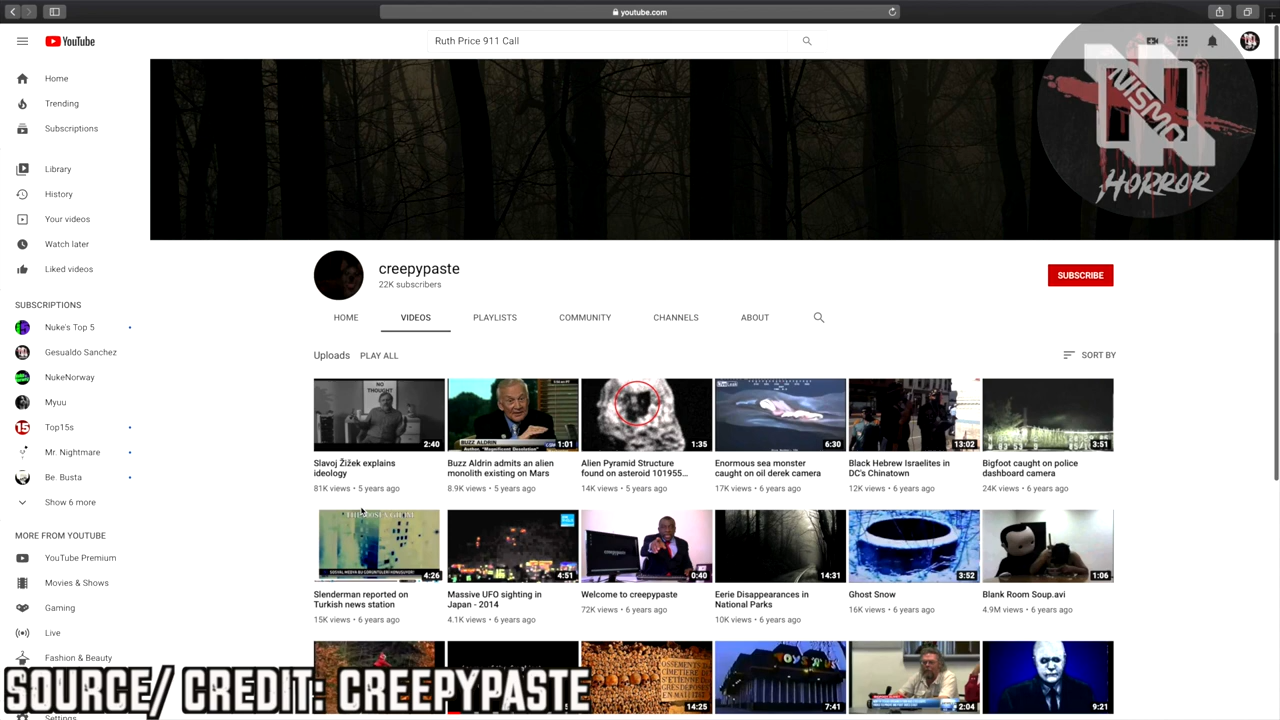 youtube.com
YouTube
Ruth Price 911 Call
NISMO
HORROR
Home
Trending
Subscriptions
Library
History
Your videos
Watch later
Liked videos
SUBSCRIPTIONS
Nuke's Top 5
Gesualdo Sanchez
NukeNorway
Myuu
15 Top15s
Mr. Nightmare
Be. Busta
Show 6 more
MORE FROM YOUTUBE
YouTube Premium
Movies & Shows
Gaming
Live
Fashion & Beauty
Settings
creepypaste
22K subscribers
SUBSCRIBE
HOME VIDEOS PLAYLISTS COMMUNITY CHANNELS ABOUT
Uploads PLAY ALL SORT BY
NO
THOUGHT
2:40
Slavoj Žižek explains
ideology
81K views • 5 years ago
BUZZ ALDRIN
1:01
Buzz Aldrin admits an alien
monolith existing on Mars
8.9K views • 5 years ago
1:35
Alien Pyramid Structure
found on asteroid 101955...
14K views • 5 years ago
6:30
Enormous sea monster
caught on oil derek camera
17K views • 6 years ago
13:02
Black Hebrew Israelites in
DC's Chinatown
12K views • 6 years ago
3:51
Bigfoot caught on police
dashboard camera
24K views • 6 years ago
4:26
Slenderman reported on
Turkish news station
15K views • 6 years ago
4:51
Massive UFO sighting in
Japan - 2014
4.1K views • 6 years ago
creepypaste
0:40
Welcome to creepypaste
72K views • 6 years ago
14:31
Eerie Disappearances in
National Parks
10K views • 6 years ago
3:52
Ghost Snow
16K views • 6 years ago
1:06
Blank Room Soup.avi
4.9M views • 6 years ago
14:25
7:41
2:04
9:21
SOURCE/ CREDIT: CREEPYPASTE